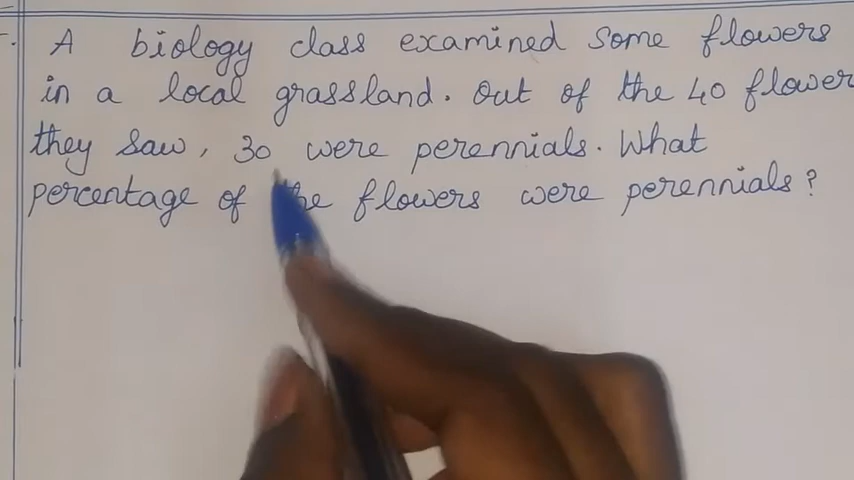 A biology class examined some flowers
in a local grassland. Out of the 40 flower
they saw, 30 were perennials. What
percentage of the flowers were perennials?